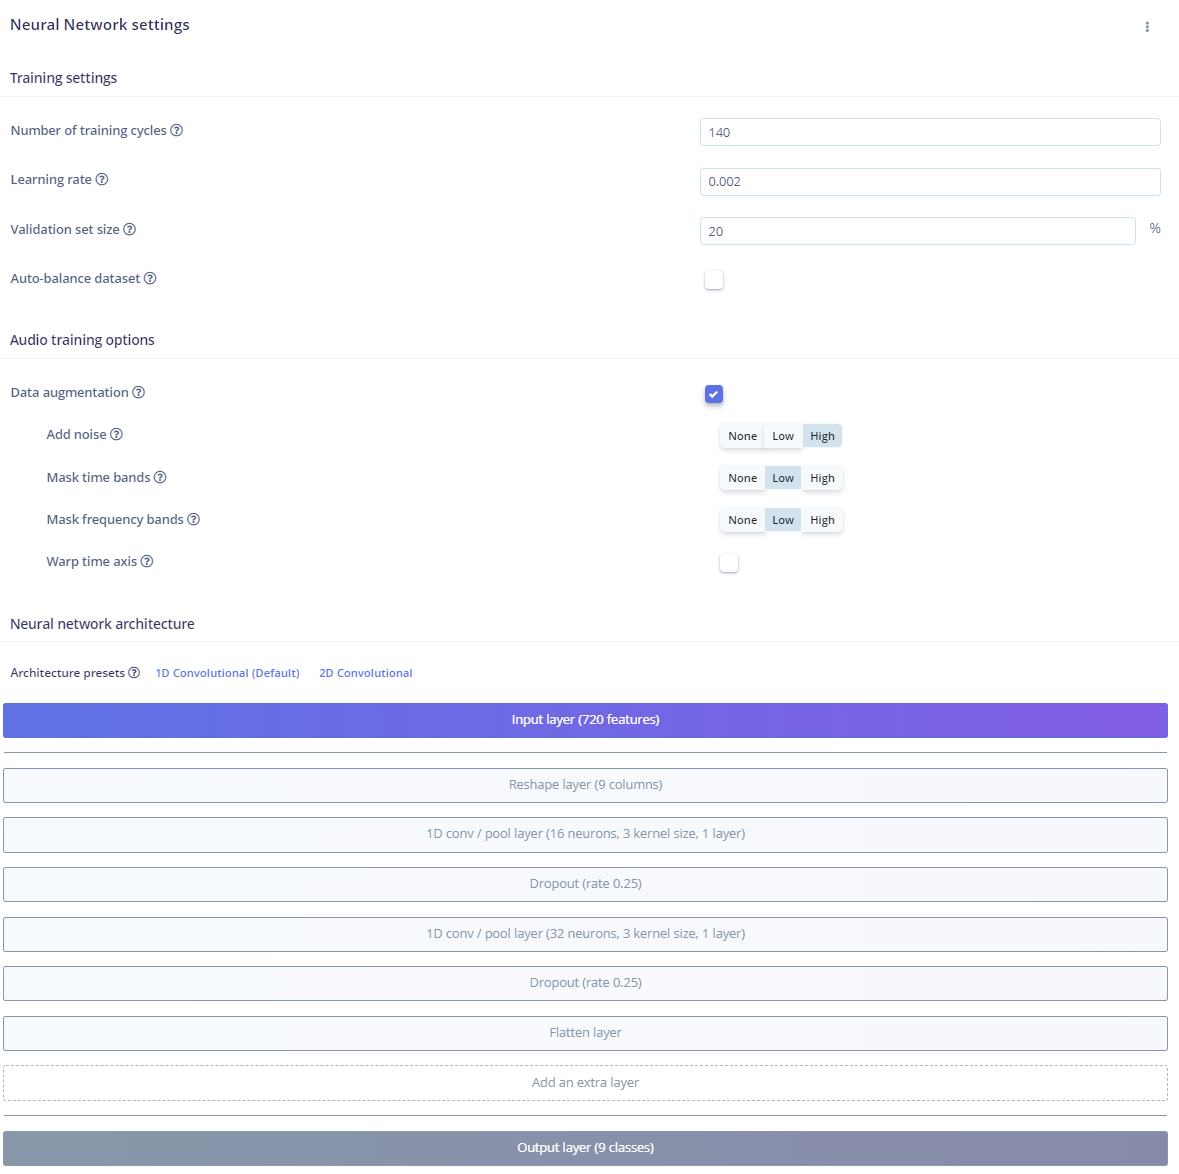 Neural Network settings
Training settings
Number of training cycles
140
Learning rate
0.002
Validation set size
20 %
Auto-balance dataset
Audio training options
Data augmentation
Add noise
None Low High
Mask time bands
None Low High
Mask frequency bands
None Low High
Warp time axis
Neural network architecture
Architecture presets 1D Convolutional (Default) 2D Convolutional
Input layer (720 features)
Reshape layer (9 columns)
1D conv / pool layer (16 neurons, 3 kernel size, 1 layer)
Dropout (rate 0.25)
1D conv / pool layer (32 neurons, 3 kernel size, 1 layer)
Dropout (rate 0.25)
Flatten layer
Add an extra layer
Output layer (9 classes)